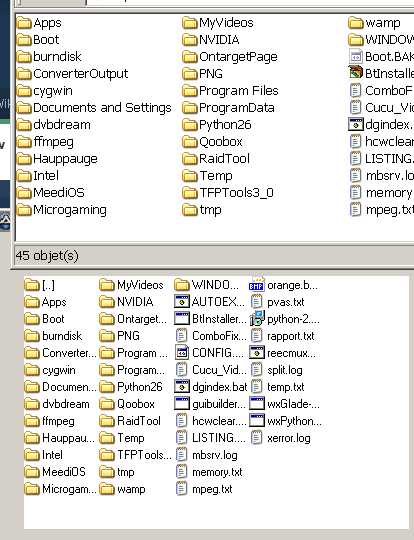 Apps
Boot
burndisk
ConverterOutput
cygwin
Documents and Settings
dvbdream
ffmpeg
Hauppauge
Intel
MeediOS
Microgaming
MyVideos
NVIDIA
OntargetPage
PNG
Program Files
ProgramData
Python26
Qoobox
RaidTool
Temp
TFPTools3_0
tmp
wamp
WINDOW
Boot.BAK
BtInstalle
ComboFi
Cucu_Vid
dgindex.
hcwclear
LISTING.
mbsrv.lo
memory
mpeg.txt
45 objet(s)
[..]
Apps
Boot
burndisk
Converter...
cygwin
Documen...
dvbdream
ffmpeg
Hauppau...
Intel
MeediOS
Microgam...
MyVideos
NVIDIA
Ontarget...
PNG
Program ...
Program...
Python26
Qoobox
RaidTool
Temp
TFPTools...
tmp
wamp
WINDO...
AUTOEX...
BtInstaller...
ComboFix...
CONFIG....
Cucu_Vid...
dgindex.bat
guibuilder...
hcwclear...
LISTING....
mbsrv.log
memory.txt
mpeg.txt
orange.b...
pvas.txt
python-2....
rapport.txt
reecmux...
split.log
temp.txt
wxGlade-...
wxPython...
xerror.log